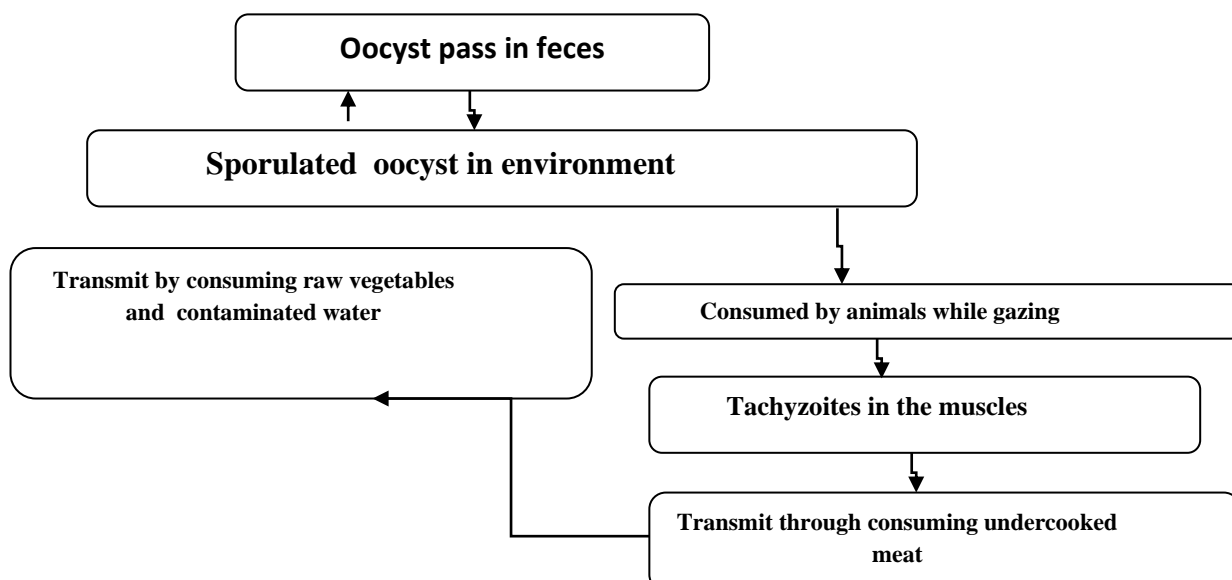 Oocyst pass in feces
Sporulated oocyst in environment
Transmit by consuming raw vegetables
and contaminated water
Consumed by animals while gazing
Tachyzoites in the muscles
Transmit through consuming undercooked
meat